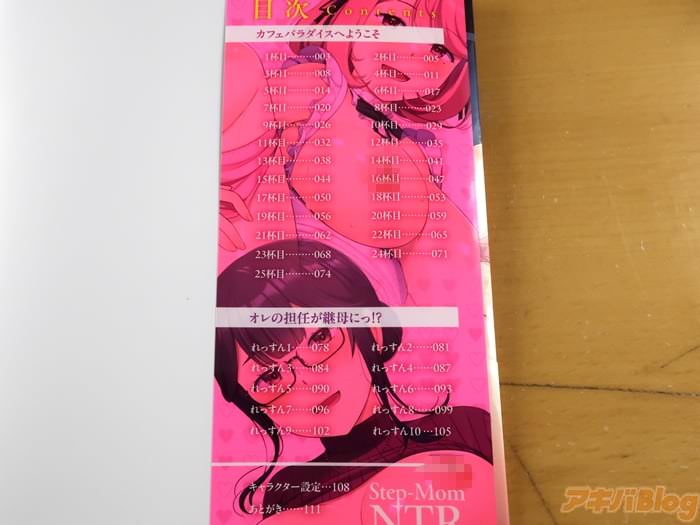 目次 Contents
カフェパラダイスへようこそ
1杯目………003 2杯目………005
3杯目………008 4杯目………011
5杯目………014 6杯目………017
7杯目………020 8杯目………023
9杯目………026 10杯目………029
11杯目………032 12杯目………035
13杯目………038 14杯目………041
15杯目………044 16杯目………047
17杯目………050 18杯目………053
19杯目………056 20杯目………059
21杯目………062 22杯目………065
23杯目………068 24杯目………071
25杯目………074
オレの担任が継母にっ!?
れっすん1……078 れっすん2……081
れっすん3……084 れっすん4……087
れっすん5……090 れっすん6……093
れっすん7……096 れっすん8……099
れっすん9……102 れっすん10…105
キャラクター設定…108
あとがき……111
Step-Mom
NTR
アキバBlog